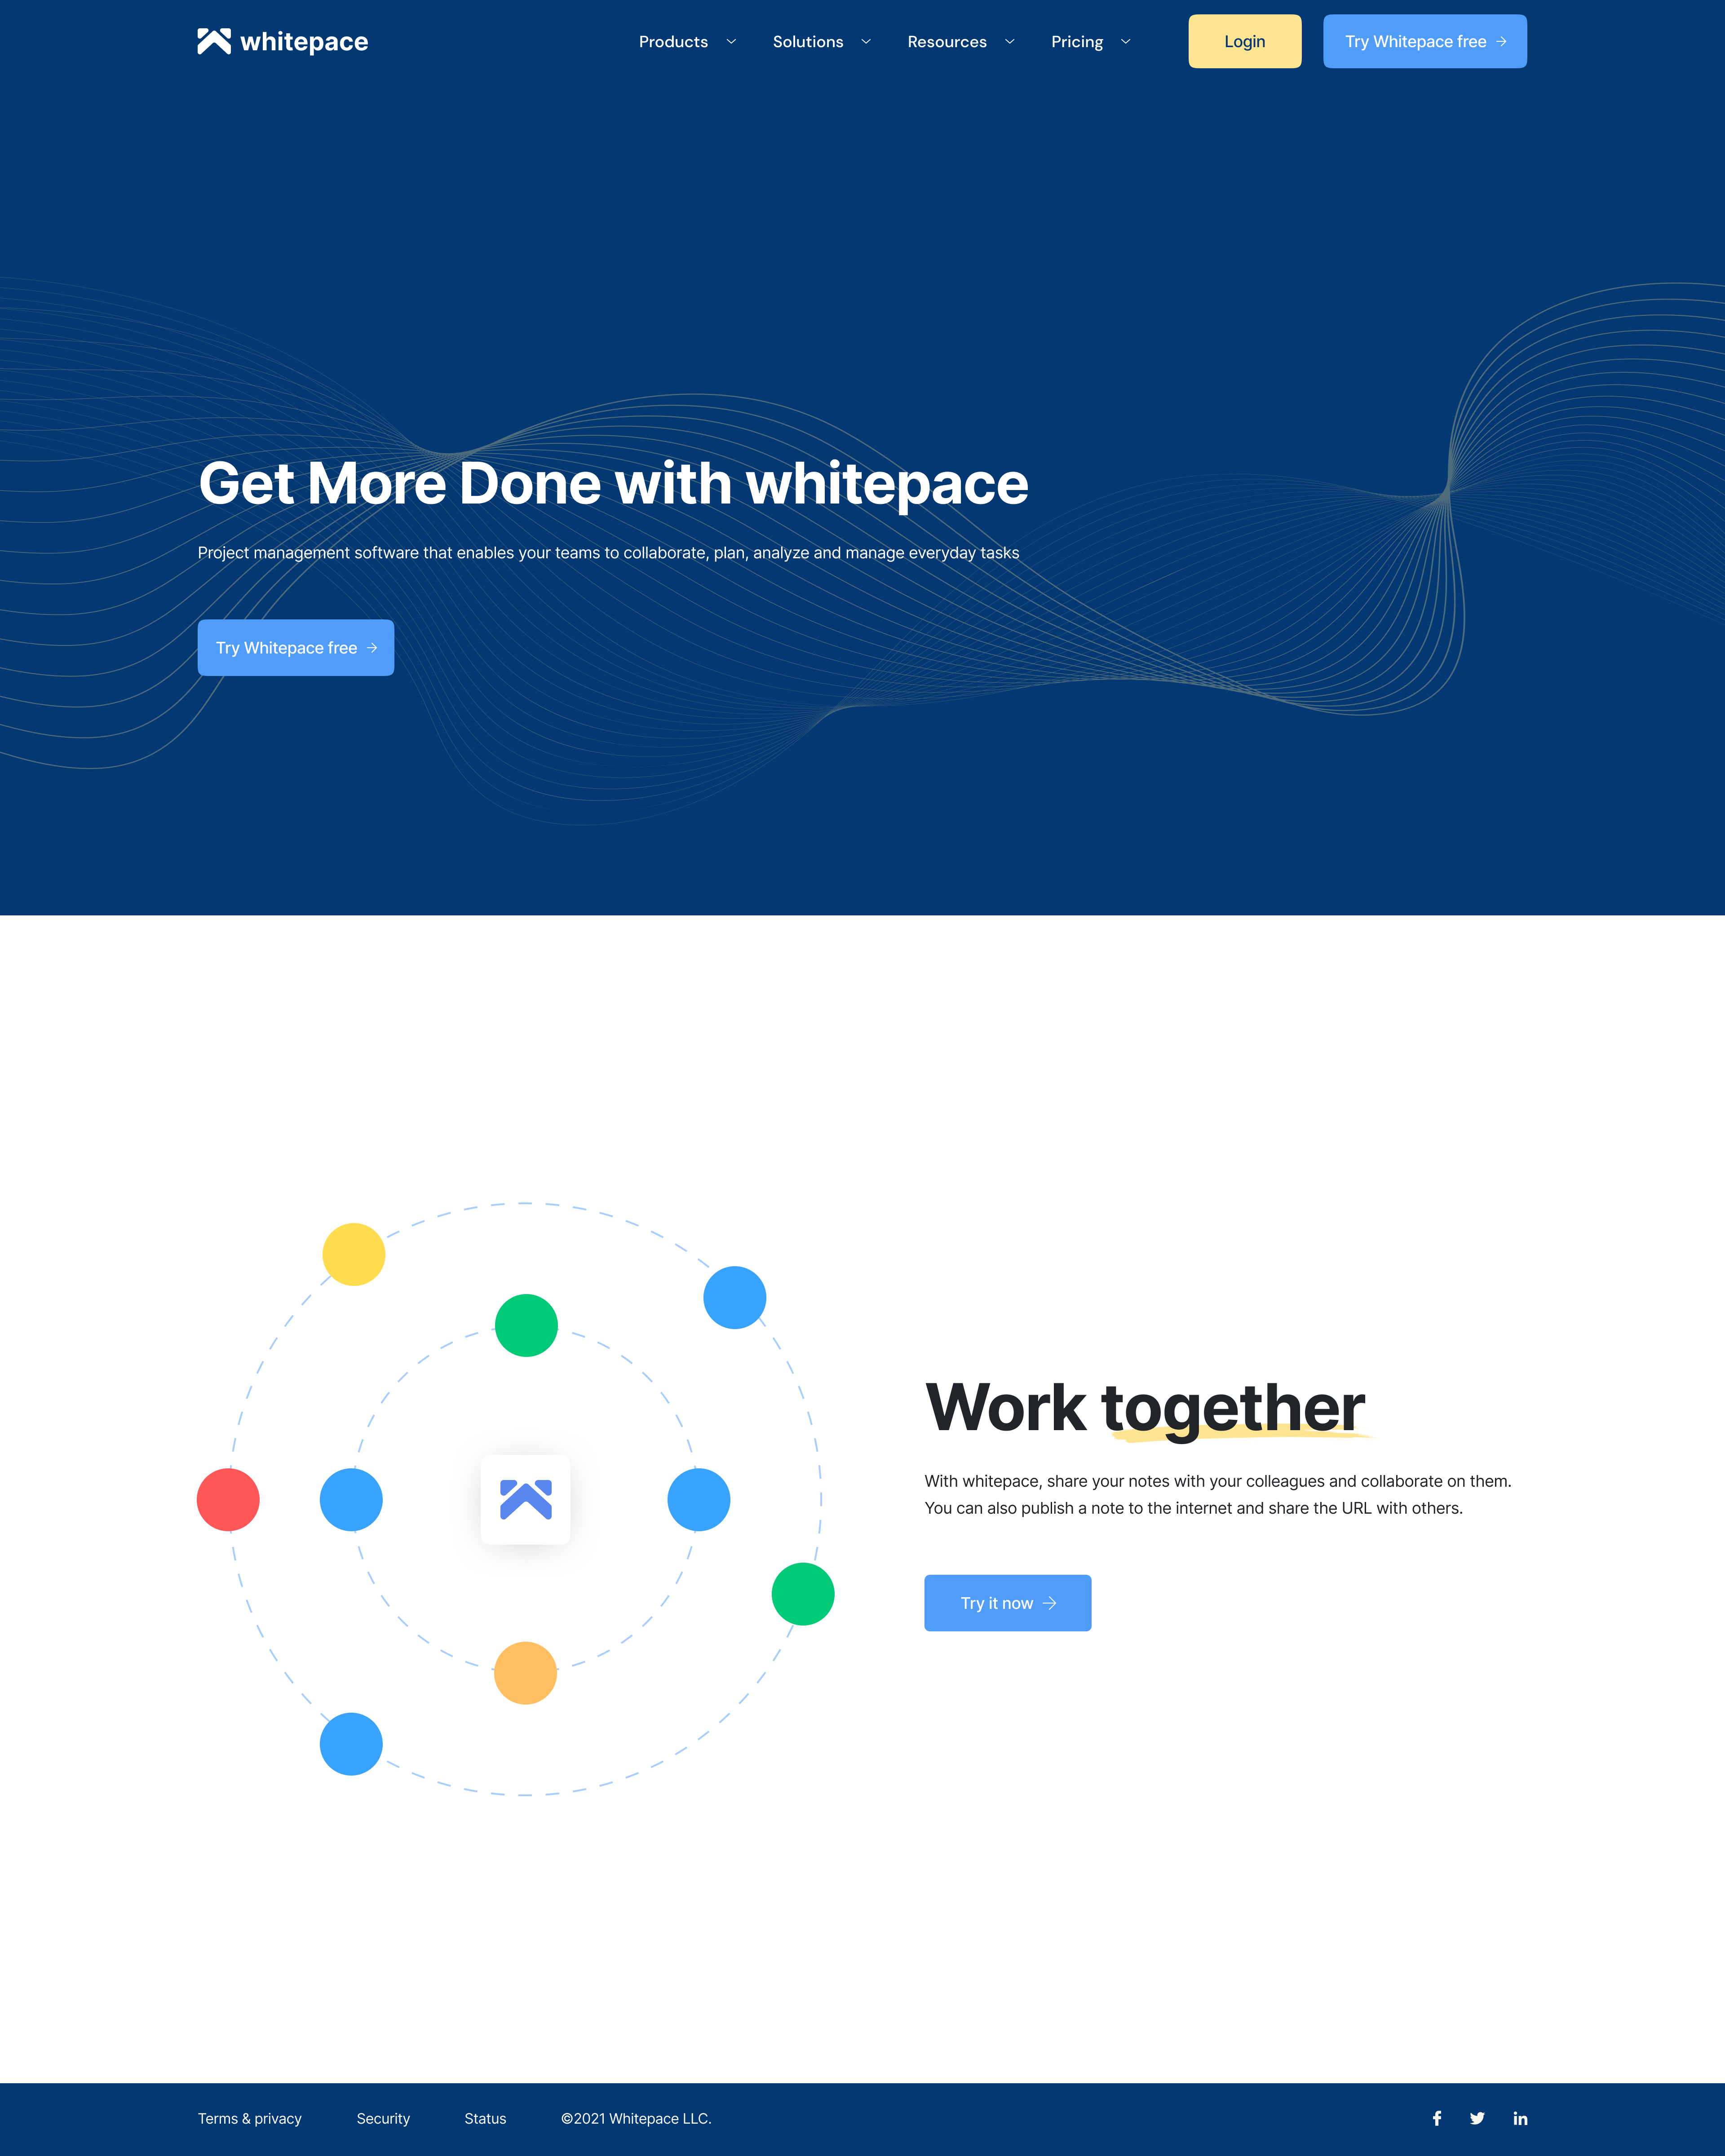 whitepace
Products
Solutions
Resources
Pricing
Login
Try Whitepace free
Get More Done with whitepace
Project management software that enables your teams to collaborate, plan, analyze and manage everyday tasks
Try Whitepace free
Work together
With whitepace, share your notes with your colleagues and collaborate on them.
You can also publish a note to the internet and share the URL with others.
Try it now
Terms & privacy
Security
Status
©2021 Whitepace LLC.